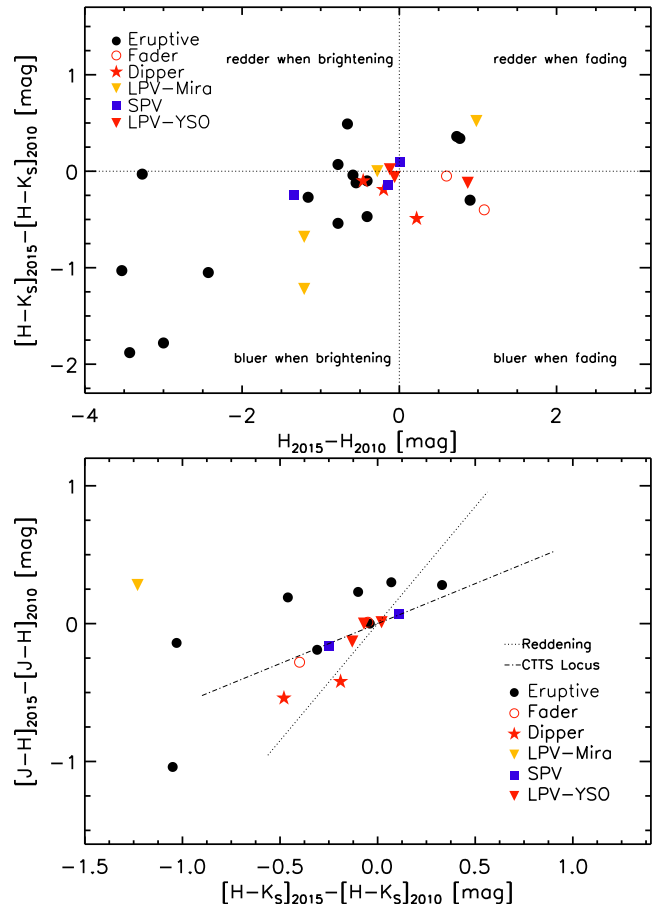 Eruptive
Fader
Dipper
LPV-Mira
SPV
LPV-YSO
redder when brightening
redder when fading
bluer when brightening
bluer when fading
1
0
-1
-2
[H-K_S]_2015-[H-K_S]_2010 [mag]
-4
-2
0
2
H_2015-H_2010 [mag]
1
0
-1
[J-H]_2015-[J-H]_2010 [mag]
Reddening
CTTS Locus
Eruptive
Fader
Dipper
LPV-Mira
SPV
LPV-YSO
-1.5
-1.0
-0.5
0.0
0.5
1.0
[H-K_S]_2015-[H-K_S]_2010 [mag]